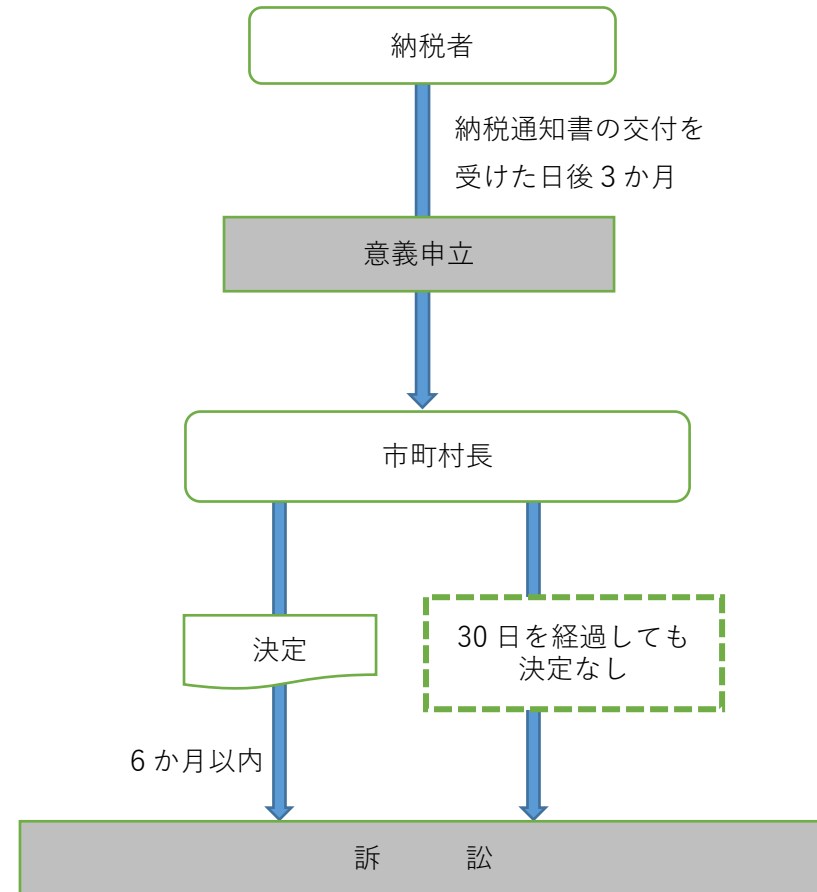 納税者
納税通知書の交付を
受けた日後3か月
意義申立
市町村長
決定
30日を経過しても
決定なし
6か月以内
訴　訟